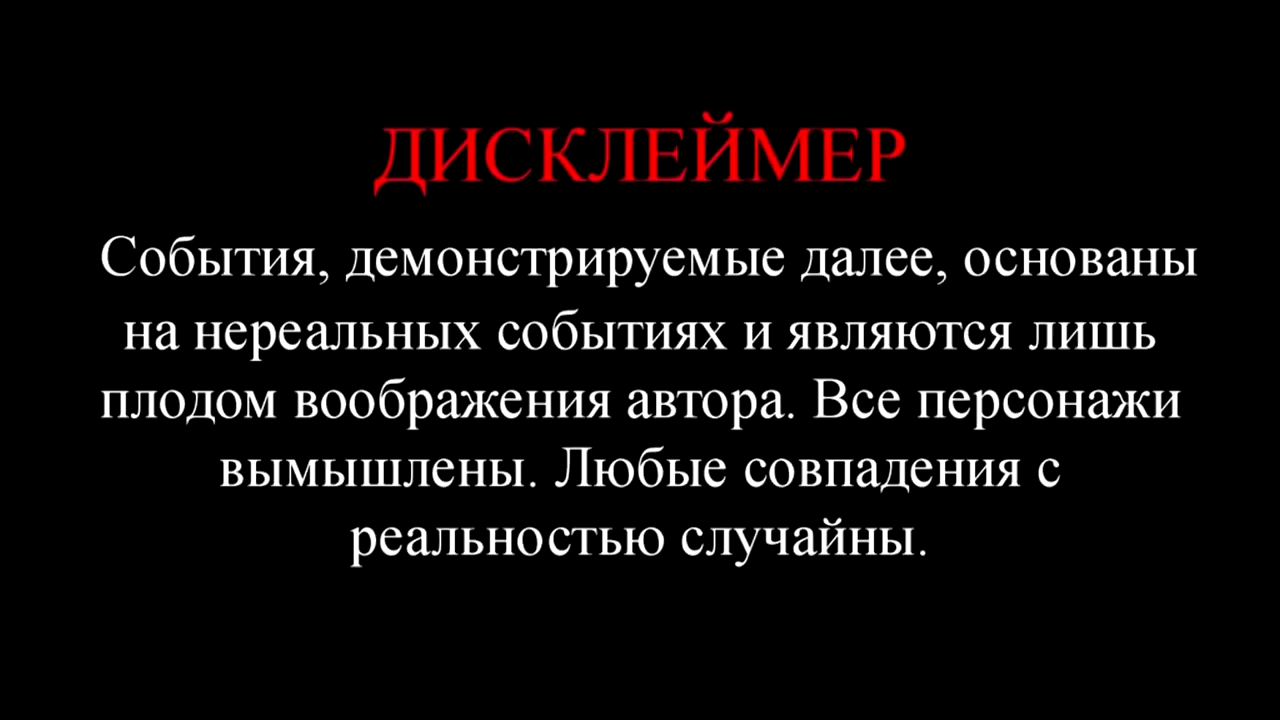 ДИСКЛЕЙМЕР
События, демонстрируемые далее, основаны
на нереальных событиях и являются лишь
плодом воображения автора. Все персонажи
вымышлены. Любые совпадения с
реальностью случайны.